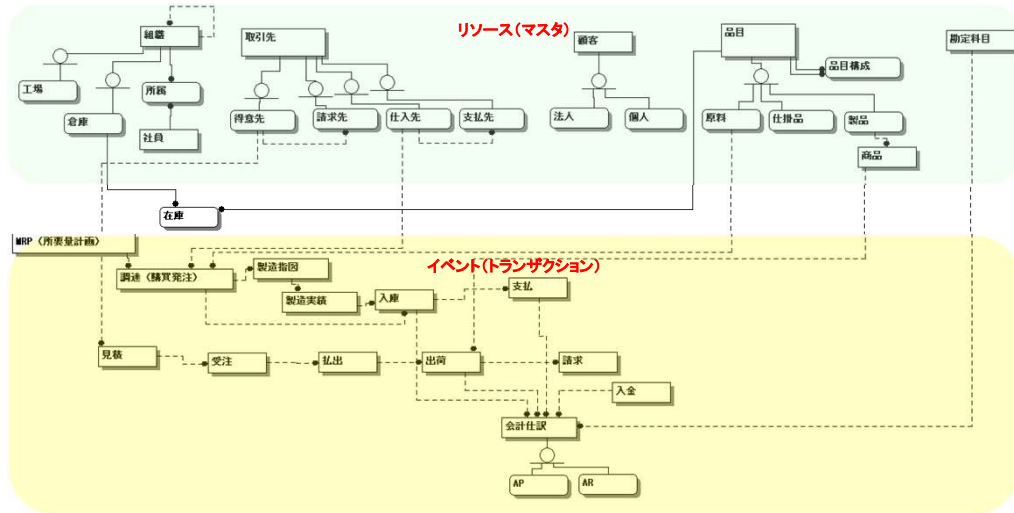 リソース（マスタ）
組織
取引先
顧客
品目
勘定科目
品目構成
工場
倉庫
所属
社員
得意先
請求先
仕入先
支払先
法人
個人
原料
仕掛品
製品
商品
在庫
MRP（所要量計画）
イベント（トランザクション）
調達（購買発注）
製造指図
製造実績
入庫
支払
見積
受注
払出
出荷
請求
入金
会計仕訳
AP
AR